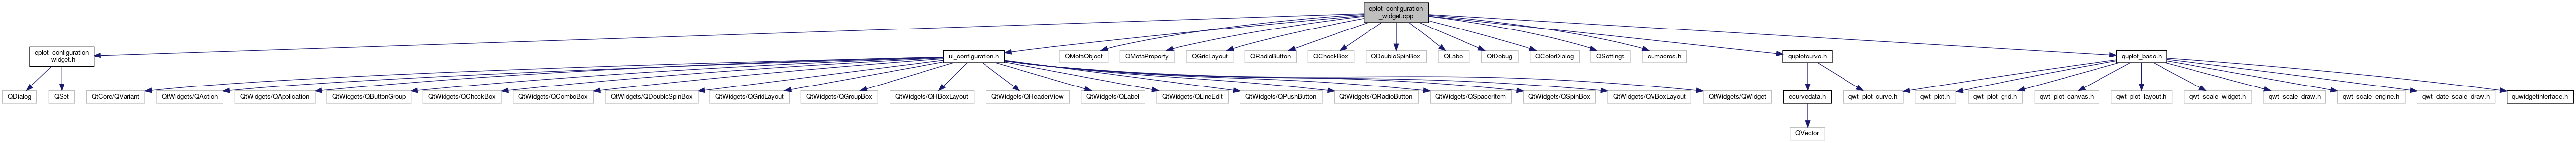 eplot_configuration
_widget.cpp
eplot_configuration
_widget.h
ui_configuration.h
QMetaObject
QMetaProperty
QGridLayout
QRadioButton
QCheckBox
QDoubleSpinBox
QLabel
QtDebug
QColorDialog
QSettings
cumacros.h
quplotcurve.h
quplot_base.h
QDialog
QSet
QtCore/QVariant
QtWidgets/QAction
QtWidgets/QApplication
QtWidgets/QButtonGroup
QtWidgets/QCheckBox
QtWidgets/QComboBox
QtWidgets/QDoubleSpinBox
QtWidgets/QGridLayout
QtWidgets/QGroupBox
QtWidgets/QHBoxLayout
QtWidgets/QHeaderView
QtWidgets/QLabel
QtWidgets/QLineEdit
QtWidgets/QPushButton
QtWidgets/QRadioButton
QtWidgets/QSpacerItem
QtWidgets/QSpinBox
QtWidgets/QVBoxLayout
QtWidgets/QWidget
ecurvedata.h
qwt_plot_curve.h
qwt_plot.h
qwt_plot_grid.h
qwt_plot_canvas.h
qwt_plot_layout.h
qwt_scale_widget.h
qwt_scale_draw.h
qwt_scale_engine.h
qwt_date_scale_draw.h
quwidgetinterface.h
QVector